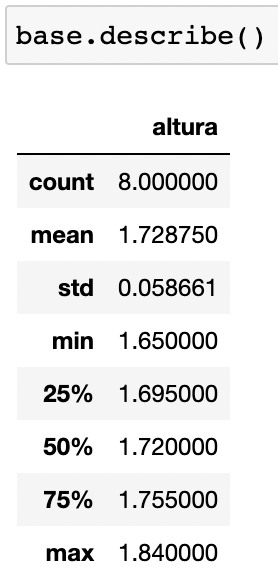 base.describe()
altura
count 8.000000
mean 1.728750
std 0.058661
min 1.650000
25% 1.695000
50% 1.720000
75% 1.755000
max 1.840000